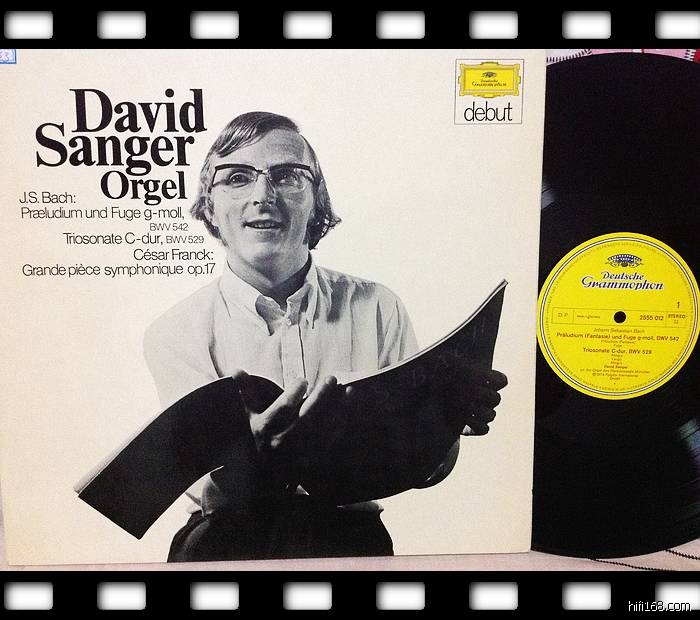 David
Sanger
Orgel
J.S. Bach:
Præludium und Fuge g-moll,
BWV 542
Triosonate C-dur, BWV 529
César Franck:
Grande pièce symphonique op.17
Deutsche
Grammophon
debut
S. BACH
Deutsche
Grammophon
1
D.P.
2555 012
STEREO
33
Johann Sebastian Bach
Präludium (Fantasie) und Fuge g-moll, BWV 542
Triosonate C-dur, BWV 529
David Sanger
hifi168.com